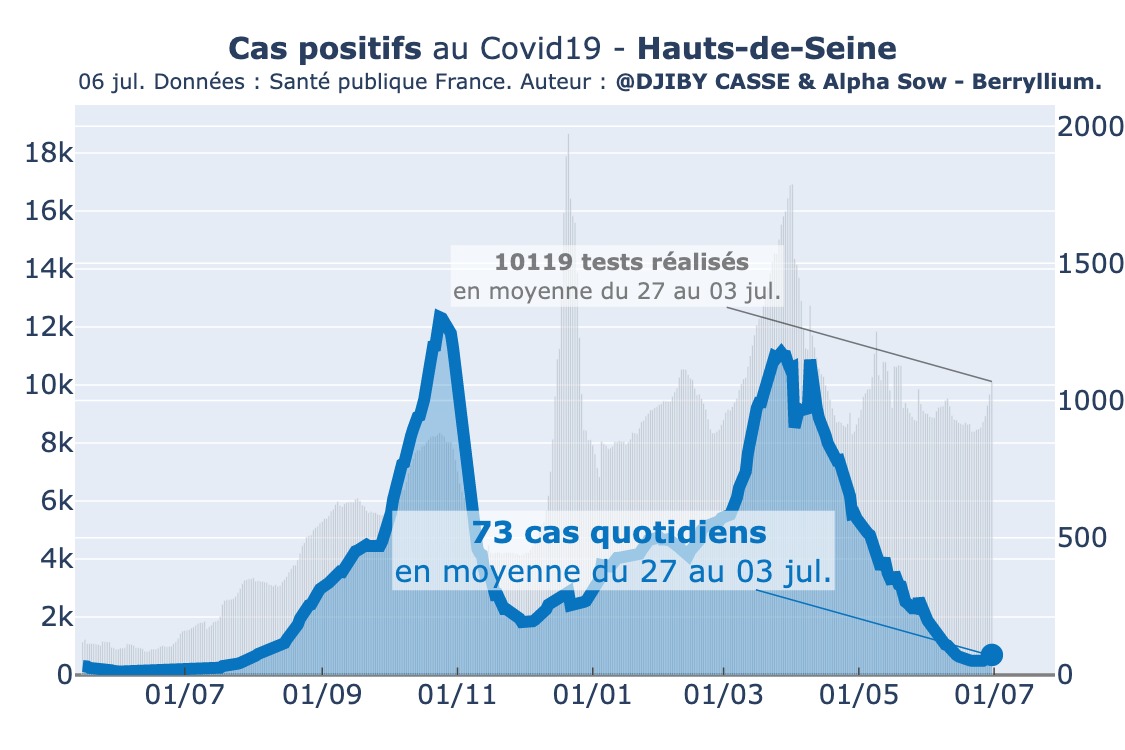 Cas positifs au Covid19 - Hauts-de-Seine
06 jul. Données : Santé publique France. Auteur : @DJIBY CASSE & Alpha Sow - Berryllium.
2000
18k
16k
1500
14k
10119 tests réalisés
en moyenne du 27 au 03 jul.
12k
10k
1000
8k
6k
73 cas quotidiens
500
4k
en moyenne du 27 au 03 jul.
2k
0
0
01/07
01/09
01/11
01/01
01/03
01/05
01/07